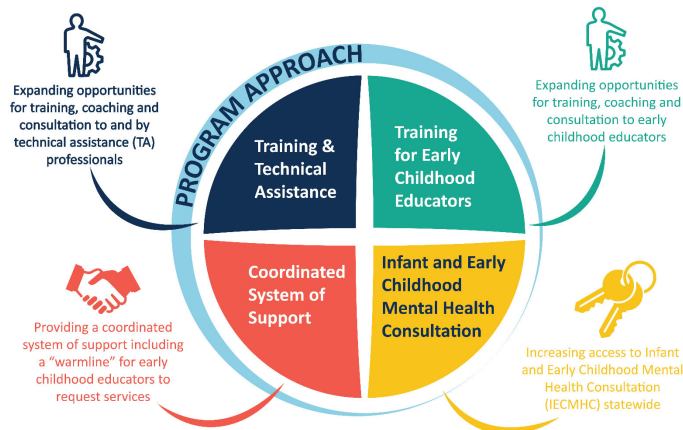 PROGRAM APPROACH
Expanding opportunities
for training, coaching and
consultation to and by
technical assistance (TA)
professionals
Training &
Technical
Assistance
Training
for Early
Childhood
Educators
Expanding opportunities
for training, coaching and
consultation to early
childhood educators
Providing a coordinated
system of support including
a “warmline” for early
childhood educators to
request services
Coordinated
System of
Support
Infant and Early
Childhood
Mental Health
Consultation
Increasing access to Infant
and Early Childhood Mental
Health Consultation
(IECMHC) statewide